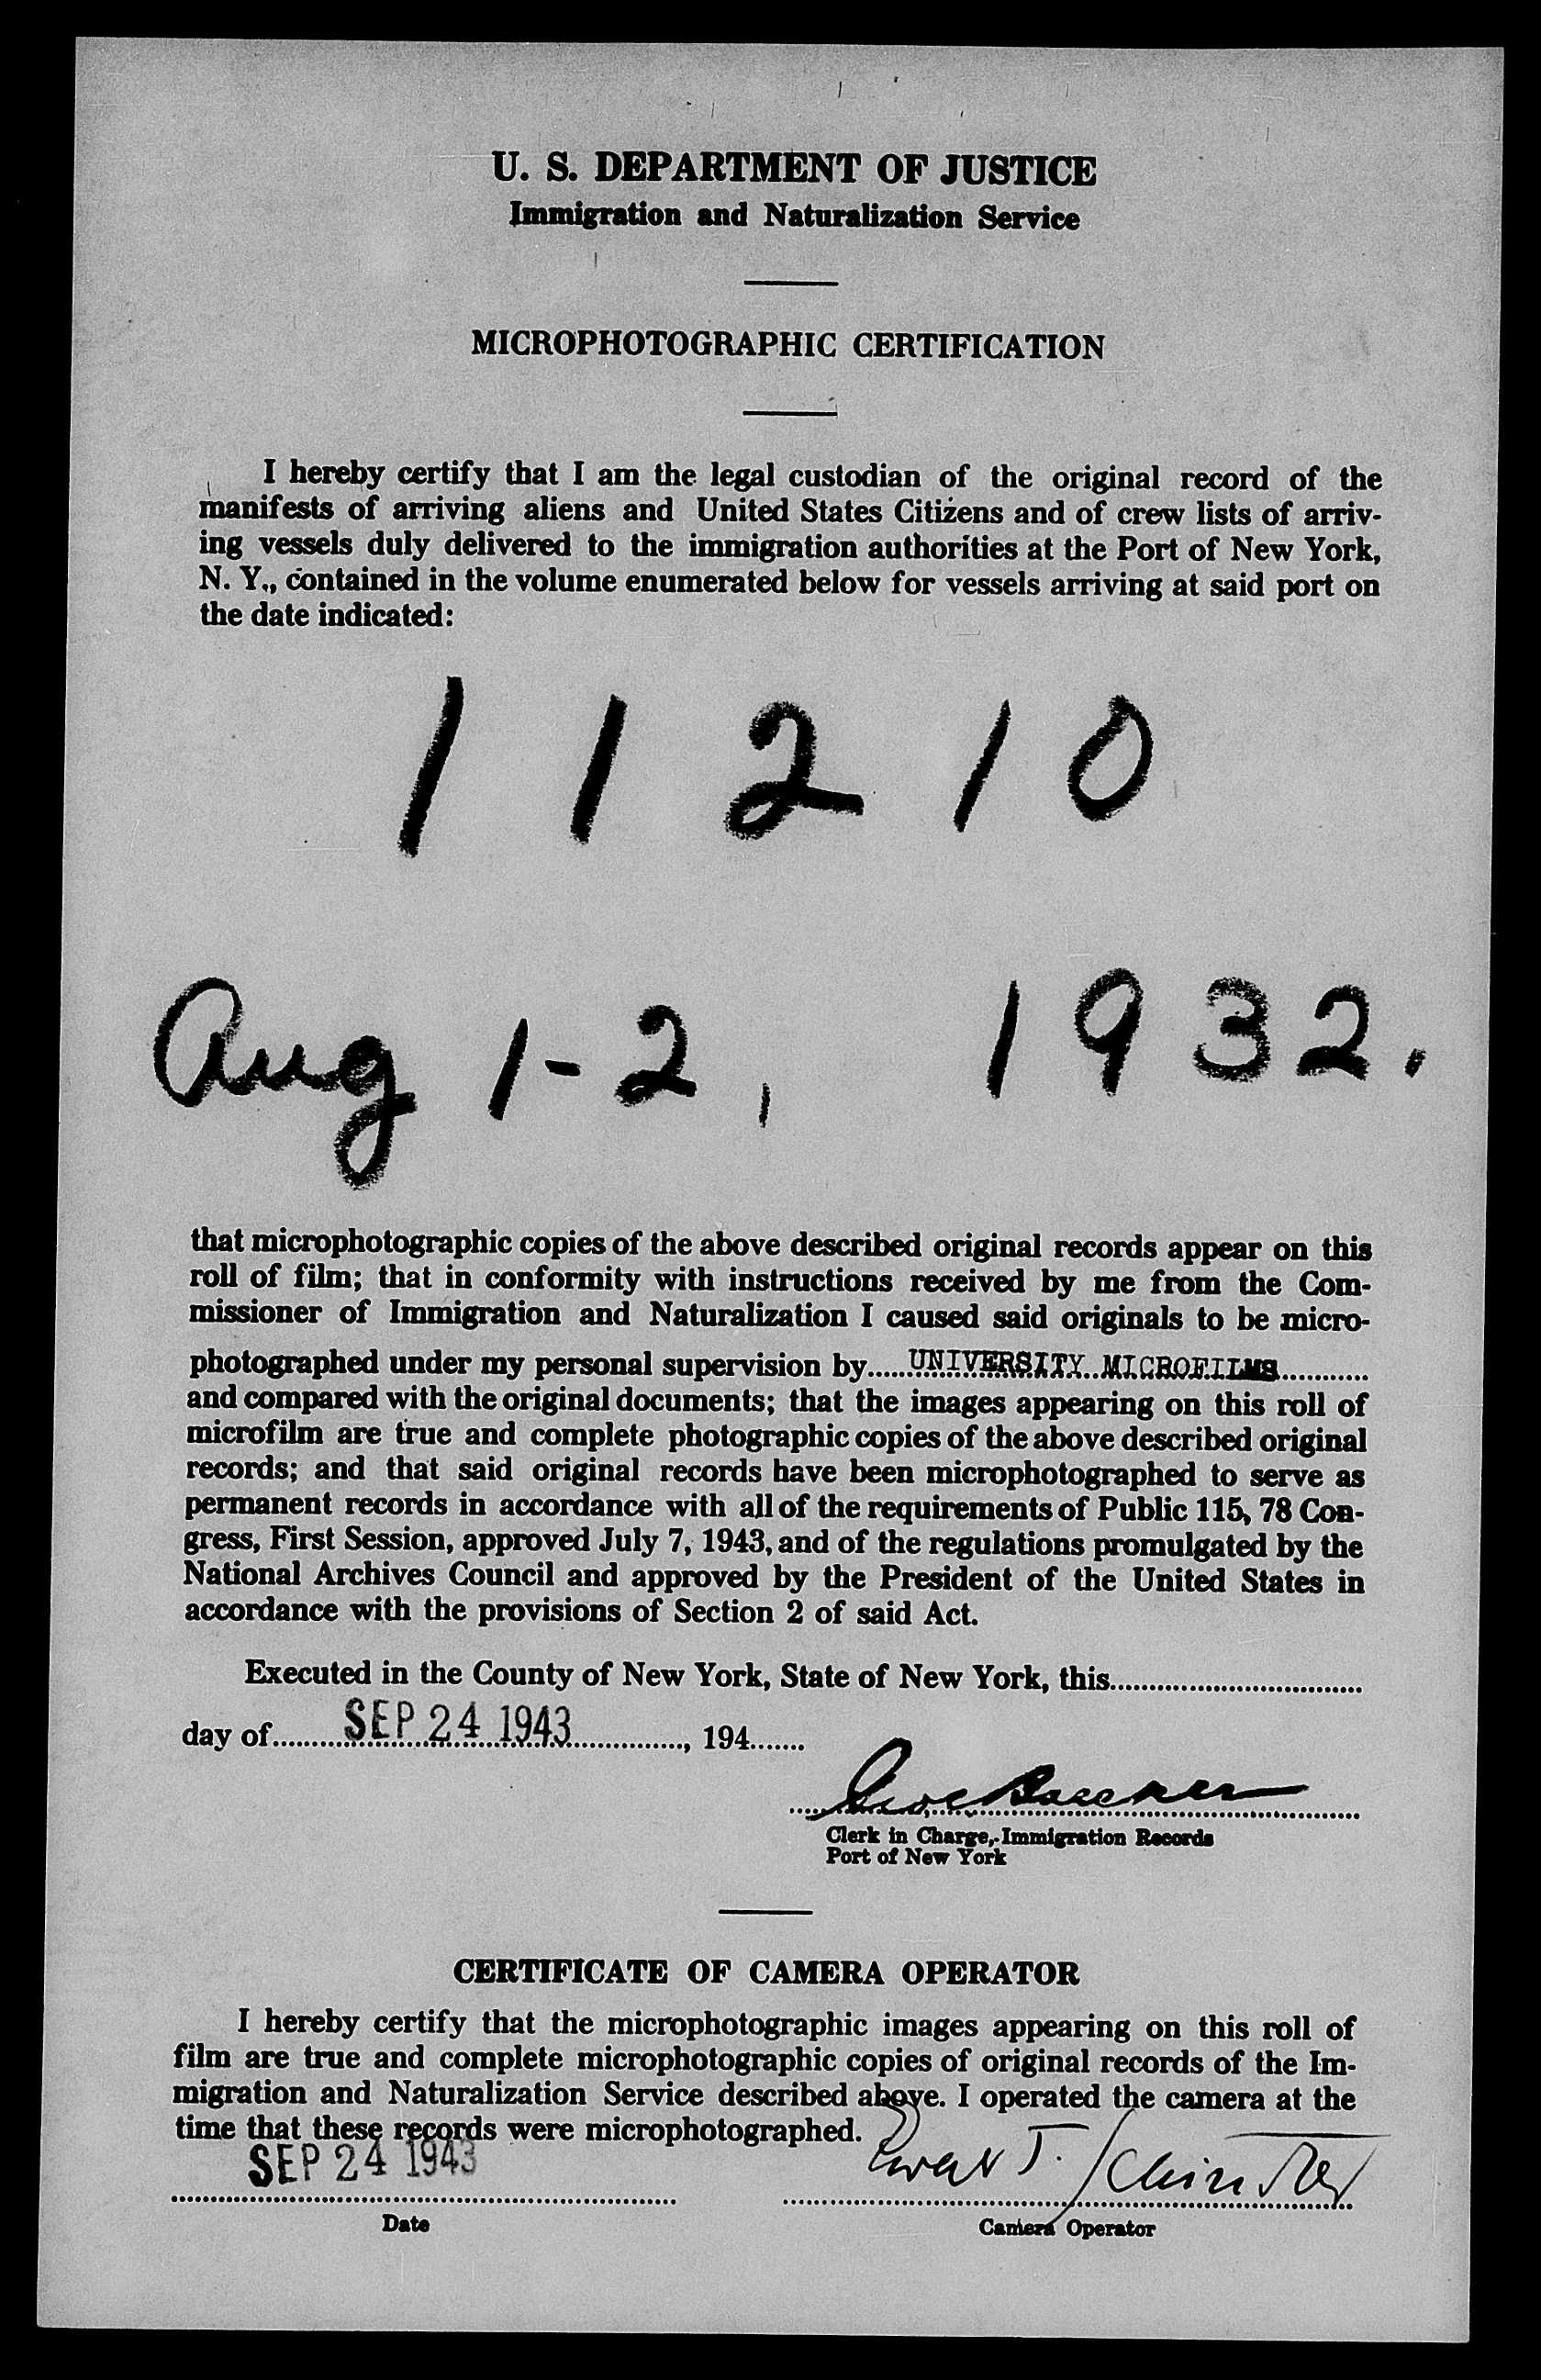 U. S. DEPARTMENT OF JUSTICE
Immigration and Naturalization Service
MICROPHOTOGRAPHIC CERTIFICATION
I hereby certify that I am the legal custodian of the original record of the
manifests of arriving aliens and United States Citizens and of crew lists of arriv-
ing vessels duly delivered to the immigration authorities at the Port of New York,
N. Y., contained in the volume enumerated below for vessels arriving at said port on
the date indicated:
11210
Aug 1-2, 1932.
that microphotographic copies of the above described original records appear on this
roll of film; that in conformity with instructions received by me from the Com-
missioner of Immigration and Naturalization I caused said originals to be micro-
photographed under my personal supervision by.....UNIVERSITY MICROFILMS...........
and compared with the original documents; that the images appearing on this roll of
microfilm are true and complete photographic copies of the above described original
records; and that said original records have been microphotographed to serve as
permanent records in accordance with all of the requirements of Public 115, 78 Con-
gress, First Session, approved July 7, 1943, and of the regulations promulgated by the
National Archives Council and approved by the President of the United States in
accordance with the provisions of Section 2 of said Act.
Executed in the County of New York, State of New York, this................................
day of.........SEP 24 1943..............., 194.......
Clerk in Charge, Immigration Records
Port of New York
CERTIFICATE OF CAMERA OPERATOR
I hereby certify that the microphotographic images appearing on this roll of
film are true and complete microphotographic copies of original records of the Im-
migration and Naturalization Service described above. I operated the camera at the
time that these records were microphotographed.
SEP 24 1943
Date
Camera Operator